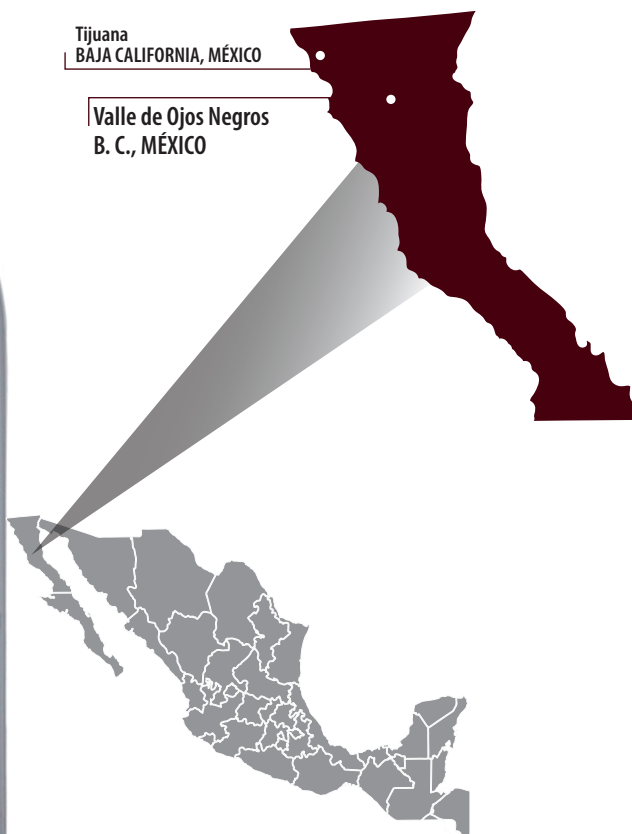 Tijuana
BAJA CALIFORNIA, MÉXICO
Valle de Ojos Negros
B. C., MÉXICO